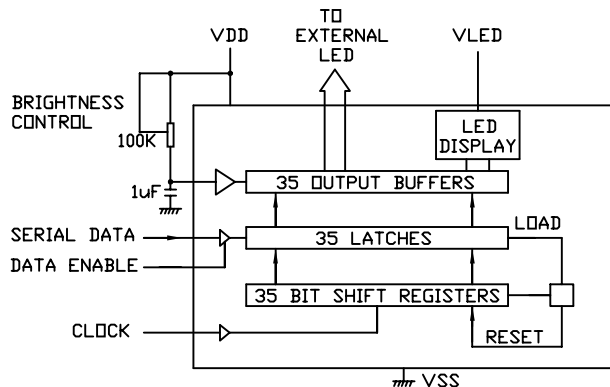 TO
EXTERNAL
LED
VDD
VLED
BRIGHTNESS
CONTROL
100K
LED
DISPLAY
1uF
35 OUTPUT BUFFERS
LOAD
SERIAL DATA
35 LATCHES
DATA ENABLE
35 BIT SHIFT REGISTERS
CLOCK
RESET
VSS